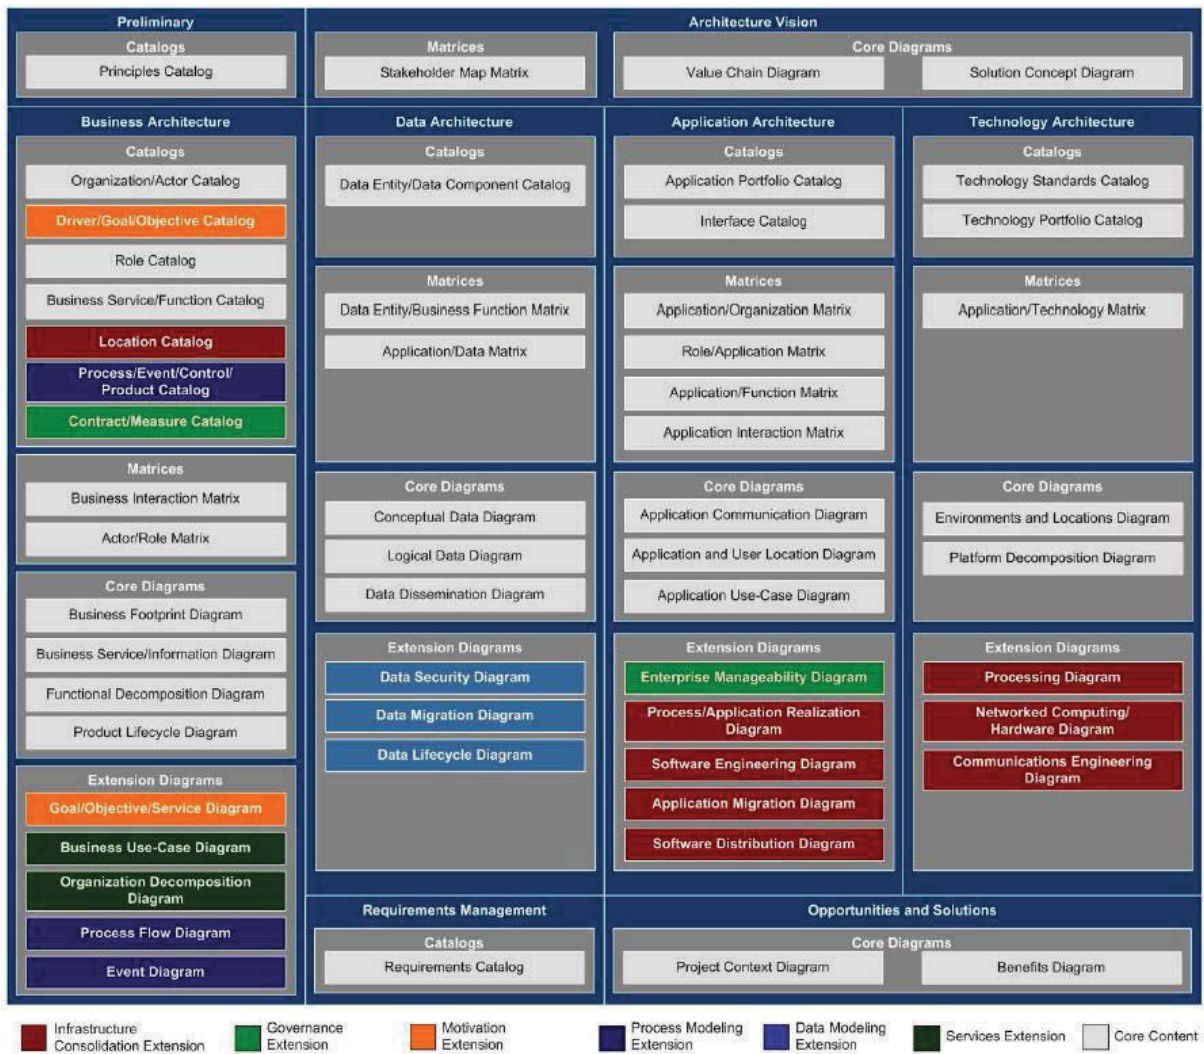 Preliminary
Catalogs
Principles Catalog
Architecture Vision
Matrices
Stakeholder Map Matrix
Core Diagrams
Value Chain Diagram
Solution Concept Diagram
Business Architecture
Catalogs
Organization/Actor Catalog
Driver/Goal/Objective Catalog
Role Catalog
Business Service/Function Catalog
Location Catalog
Process/Event/Control/
Product Catalog
Contract/Measure Catalog
Matrices
Business Interaction Matrix
Actor/Role Matrix
Core Diagrams
Business Footprint Diagram
Business Service/Information Diagram
Functional Decomposition Diagram
Product Lifecycle Diagram
Extension Diagrams
Goal/Objective/Service Diagram
Business Use-Case Diagram
Organization Decomposition
Diagram
Process Flow Diagram
Event Diagram
Data Architecture
Catalogs
Data Entity/Data Component Catalog
Matrices
Data Entity/Business Function Matrix
Application/Data Matrix
Core Diagrams
Conceptual Data Diagram
Logical Data Diagram
Data Dissemination Diagram
Extension Diagrams
Data Security Diagram
Data Migration Diagram
Data Lifecycle Diagram
Application Architecture
Catalogs
Application Portfolio Catalog
Interface Catalog
Matrices
Application/Organization Matrix
Role/Application Matrix
Application/Function Matrix
Application Interaction Matrix
Core Diagrams
Application Communication Diagram
Application and User Location Diagram
Application Use-Case Diagram
Extension Diagrams
Enterprise Manageability Diagram
Process/Application Realization
Diagram
Software Engineering Diagram
Application Migration Diagram
Software Distribution Diagram
Technology Architecture
Catalogs
Technology Standards Catalog
Technology Portfolio Catalog
Matrices
Application/Technology Matrix
Core Diagrams
Environments and Locations Diagram
Platform Decomposition Diagram
Extension Diagrams
Processing Diagram
Networked Computing/
Hardware Diagram
Communications Engineering
Diagram
Requirements Management
Catalogs
Requirements Catalog
Opportunities and Solutions
Core Diagrams
Project Context Diagram
Benefits Diagram
Infrastructure
Consolidation Extension
Governance
Extension
Motivation
Extension
Process Modeling
Extension
Data Modeling
Extension
Services Extension
Core Content